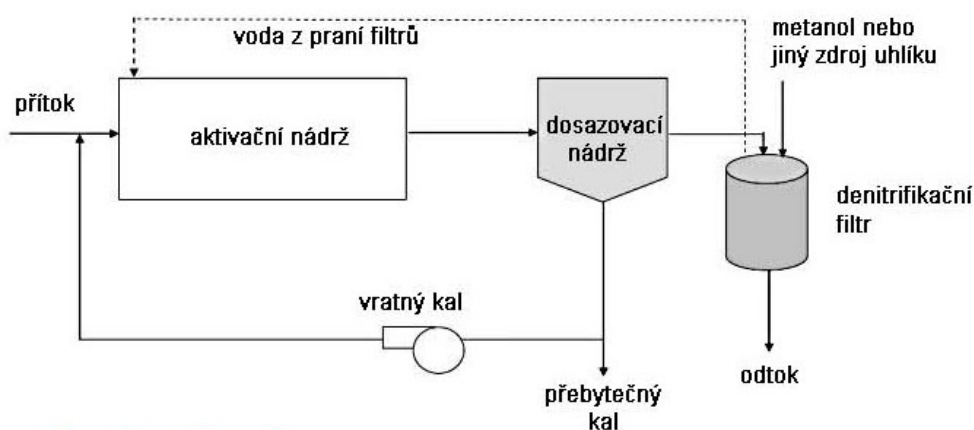 voda z praní filtrů
metanol nebo
jiný zdroj uhlíku
přítok
aktivační nádrž
dosazovací
nádrž
denitrifikační
filtr
vratný kal
přebytečný
kal
odtok